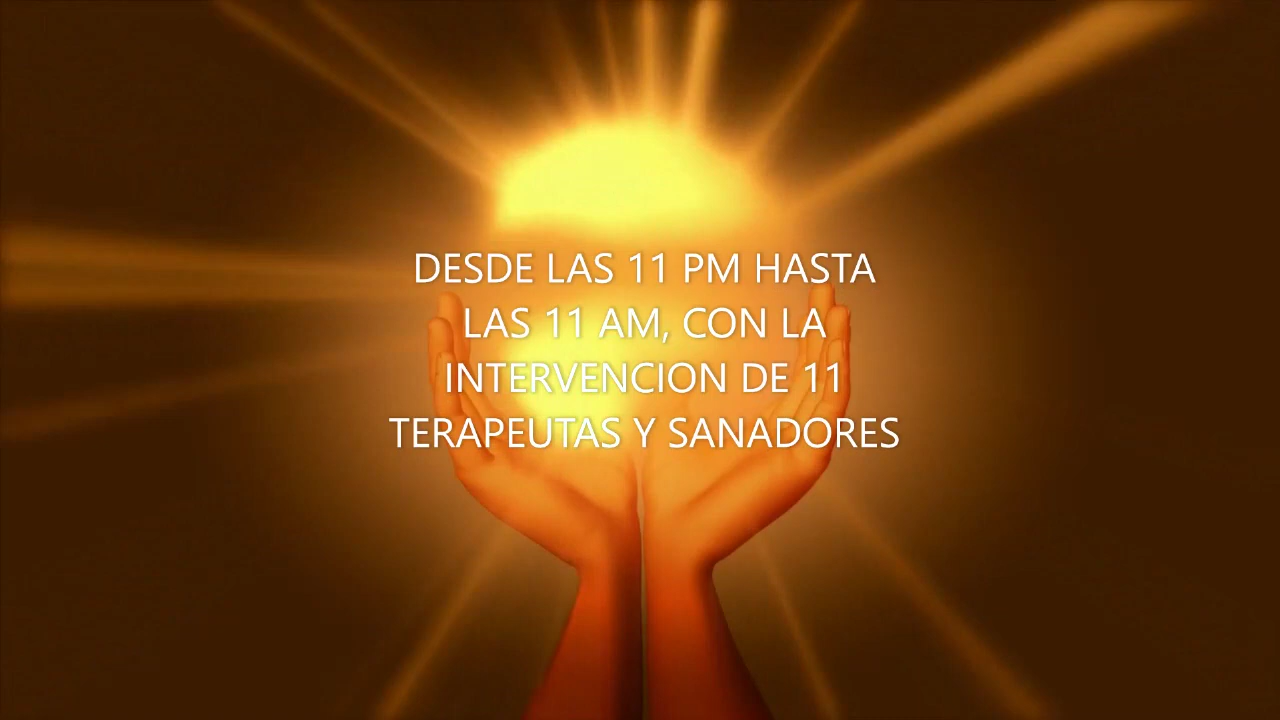 DESDE LAS 11 PM HASTA
LAS 11 AM, CON LA
INTERVENCION DE 11
TERAPEUTAS Y SANADORES